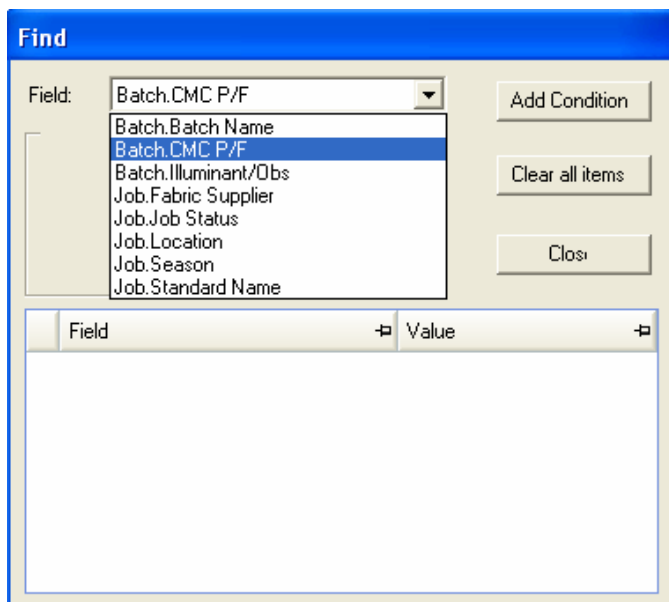 Find
Field:
Batch.CMC P/F
Add Condition
Batch.Batch Name
Batch.CMC P/F
Batch.Illuminant/Obs
Job.Fabric Supplier
Job.Job Status
Job.Location
Job.Season
Job.Standard Name
Clear all items
Field
Value